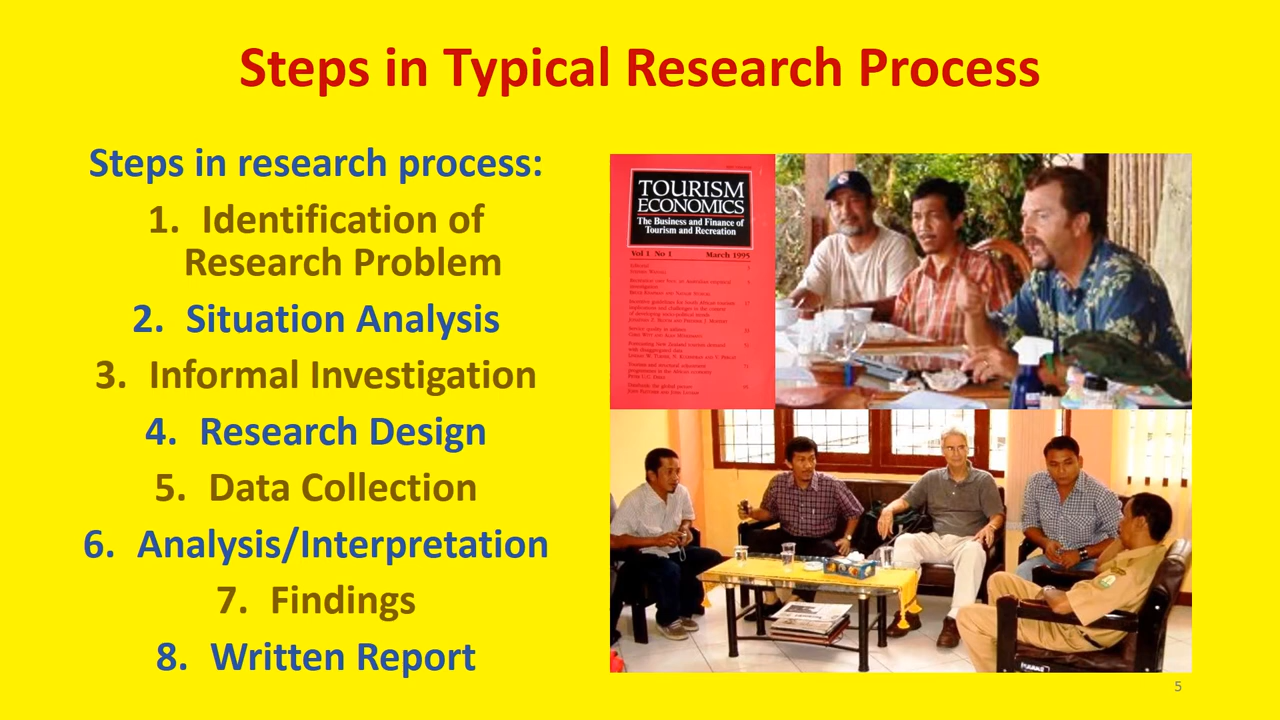 Steps in Typical Research Process
Steps in research process:
1. Identification of
Research Problem
2. Situation Analysis
3. Informal Investigation
4. Research Design
5. Data Collection
6. Analysis/Interpretation
7. Findings
8. Written Report
TOURISM
ECONOMICS
The Business and Finance of
Tourism and Recreation
Vol 1 No 1 March 1995
5